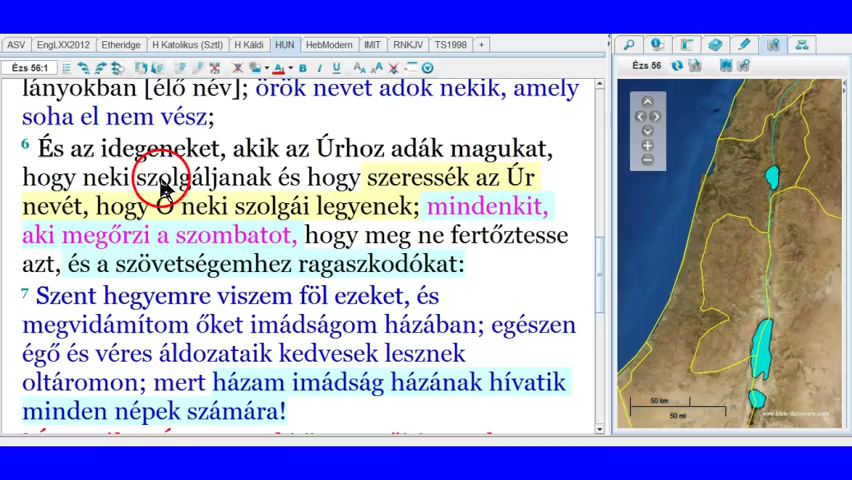 ASV EngLXX2012 Etheridge H Katolikus (Sztl) H Káldi HUN HebModern IMIT RNKJV TS1998 +
Ézs 56:1
Ézs 56
lányokban [élő név]; örök nevet adok nekik, amely
soha el nem vész;
6 És az idegeneket, akik az Úrhoz adák magukat,
hogy neki szolgáljanak és hogy szeressék az Úr
nevét, hogy Ő neki szolgái legyenek; mindenkit,
aki megőrzi a szombatot, hogy meg ne fertőztesse
azt, és a szövetségemhez ragaszkodókat:
7 Szent hegyemre viszem föl ezeket, és
megvidámítom őket imádságom házában; egészen
égő és véres áldozataik kedvesek lesznek
oltáromon; mert házam imádság házának hívatik
minden népek számára!
50 km
50 mi
www.bible-discovery.com